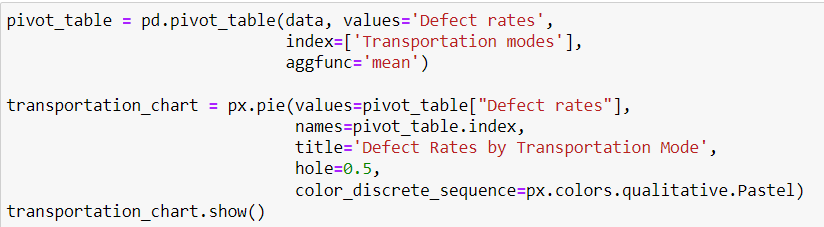 pivot_table = pd.pivot_table(data, values='Defect rates',
                             index=['Transportation modes'],
                             aggfunc='mean')

transportation_chart = px.pie(values=pivot_table["Defect rates"],
                              names=pivot_table.index,
                              title='Defect Rates by Transportation Mode',
                              hole=0.5,
                              color_discrete_sequence=px.colors.qualitative.Pastel)
transportation_chart.show()